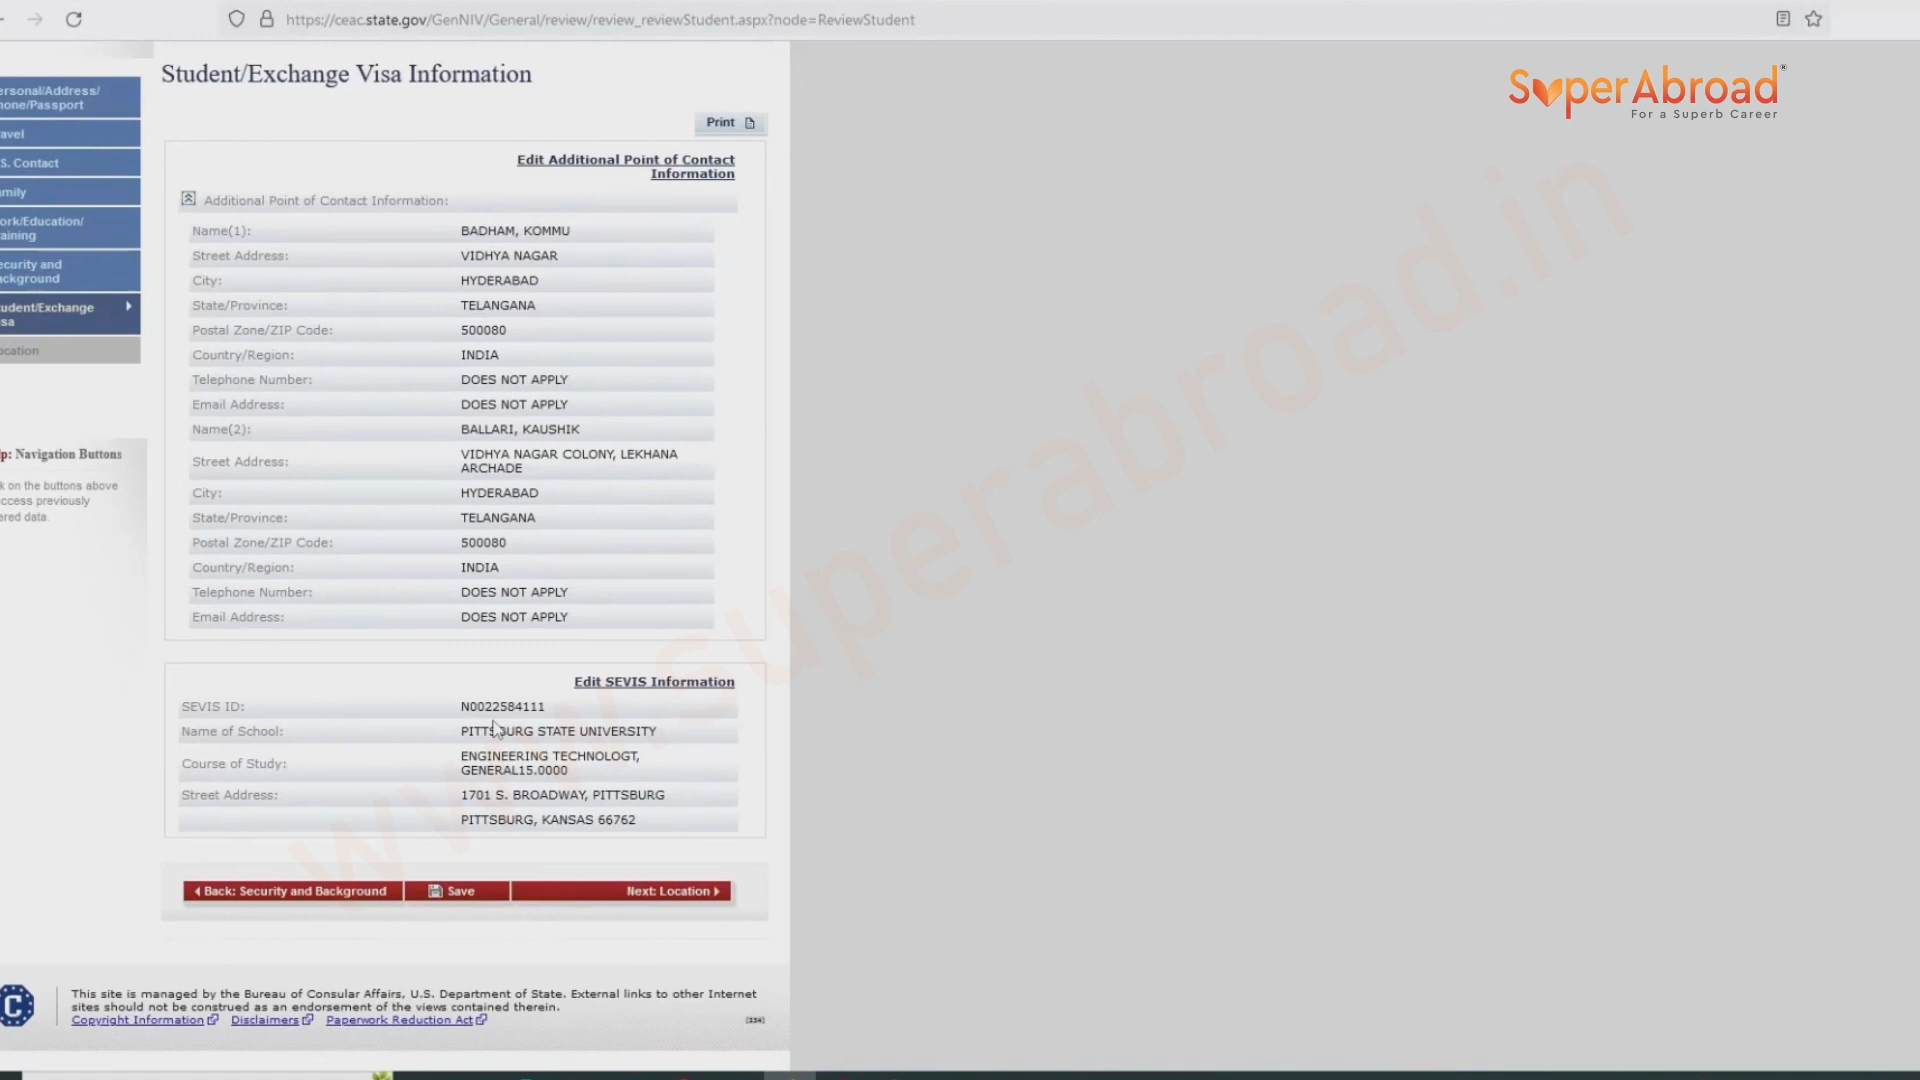 https://ceac.state.gov/GenNIV/General/review/review_reviewStudent.aspx?node=ReviewStudent
SuperAbroad®
For a Superb Career
Student/Exchange Visa Information
Print
ersonal/Address/
hone/Passport
avel
S. Contact
mily
ork/Education/
aining
ecurity and
ackground
udent/Exchange
isa
ocation
lp: Navigation Buttons
k on the buttons above
ccess previously
ered data.
Edit Additional Point of Contact
Information
Additional Point of Contact Information:
Name(1): BADHAM, KOMMU
Street Address: VIDHYA NAGAR
City: HYDERABAD
State/Province: TELANGANA
Postal Zone/ZIP Code: 500080
Country/Region: INDIA
Telephone Number: DOES NOT APPLY
Email Address: DOES NOT APPLY
Name(2): BALLARI, KAUSHIK
Street Address: VIDHYA NAGAR COLONY, LEKHANA
ARCHADE
City: HYDERABAD
State/Province: TELANGANA
Postal Zone/ZIP Code: 500080
Country/Region: INDIA
Telephone Number: DOES NOT APPLY
Email Address: DOES NOT APPLY
Edit SEVIS Information
SEVIS ID: N0022584111
Name of School: PITTSBURG STATE UNIVERSITY
Course of Study: ENGINEERING TECHNOLOGT,
GENERAL15.0000
Street Address: 1701 S. BROADWAY, PITTSBURG
PITTSBURG, KANSAS 66762
Back: Security and Background
Save
Next: Location
C
This site is managed by the Bureau of Consular Affairs, U.S. Department of State. External links to other Internet
sites should not be construed as an endorsement of the views contained therein.
Copyright Information Disclaimers Paperwork Reduction Act
www.superabroad.in